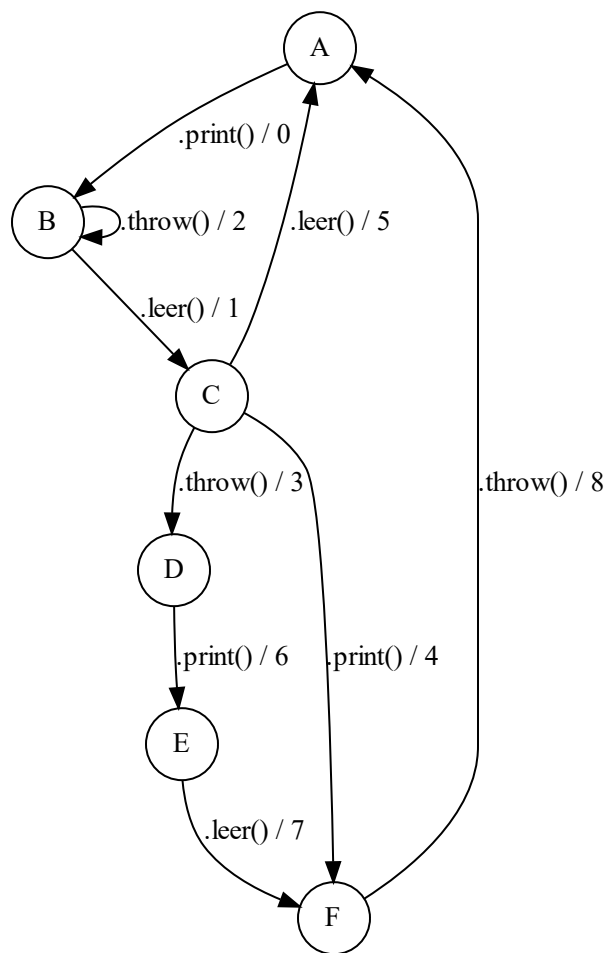 A
.print() / 0
B
.throw() / 2
.leer() / 5
.leer() / 1
C
.throw() / 3
.throw() / 8
D
.print() / 6
.print() / 4
E
.leer() / 7
F